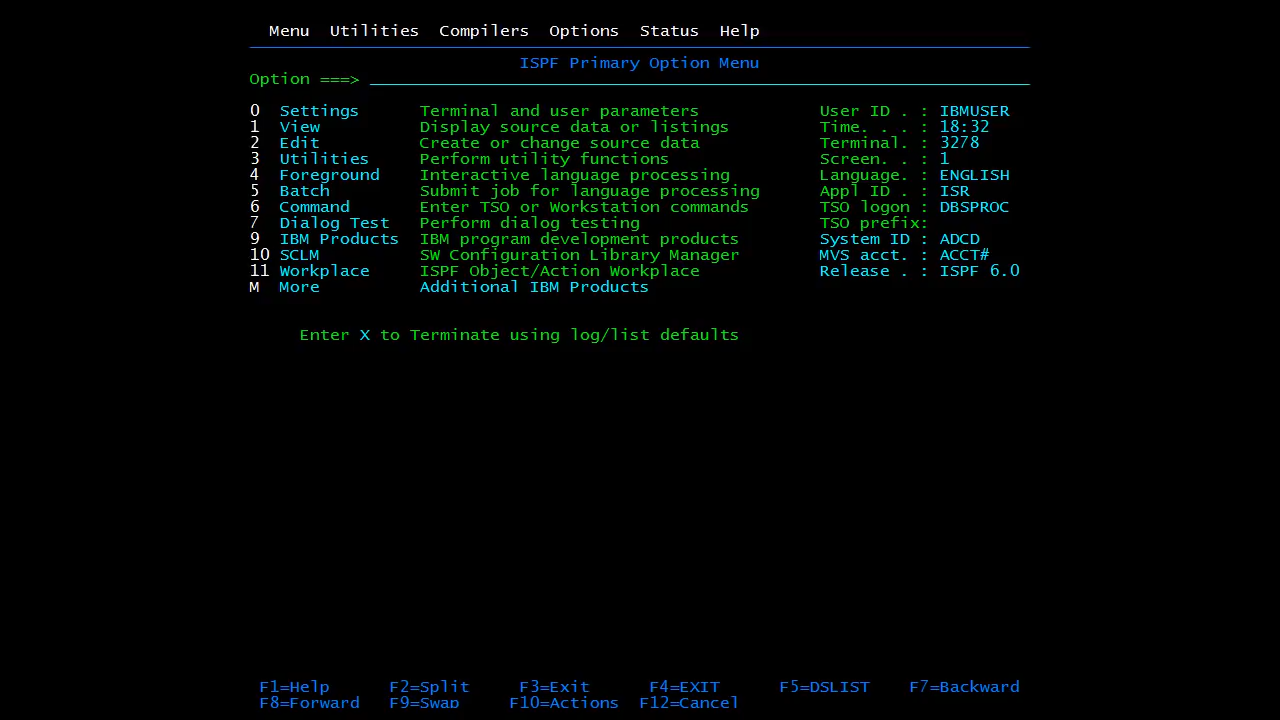 Menu  Utilities  Compilers  Options  Status  Help
ISPF Primary Option Menu
Option ===>
0  Settings      Terminal and user parameters            User ID . : IBMUSER
1  View          Display source data or listings         Time. . . : 18:32
2  Edit          Create or change source data            Terminal. : 3278
3  Utilities     Perform utility functions               Screen. . : 1
4  Foreground    Interactive language processing         Language. : ENGLISH
5  Batch         Submit job for language processing      Appl ID . : ISR
6  Command       Enter TSO or Workstation commands       TSO logon : DBSPROC
7  Dialog Test   Perform dialog testing                  TSO prefix:
9  IBM Products  IBM program development products        System ID : ADCD
10 SCLM          SW Configuration Library Manager        MVS acct. : ACCT#
11 Workplace     ISPF Object/Action Workplace            Release . : ISPF 6.0
M  More          Additional IBM Products
Enter X to Terminate using log/list defaults
F1=Help      F2=Split     F3=Exit      F4=EXIT      F5=DSLIST    F7=Backward
F8=Forward   F9=Swap     F10=Actions  F12=Cancel